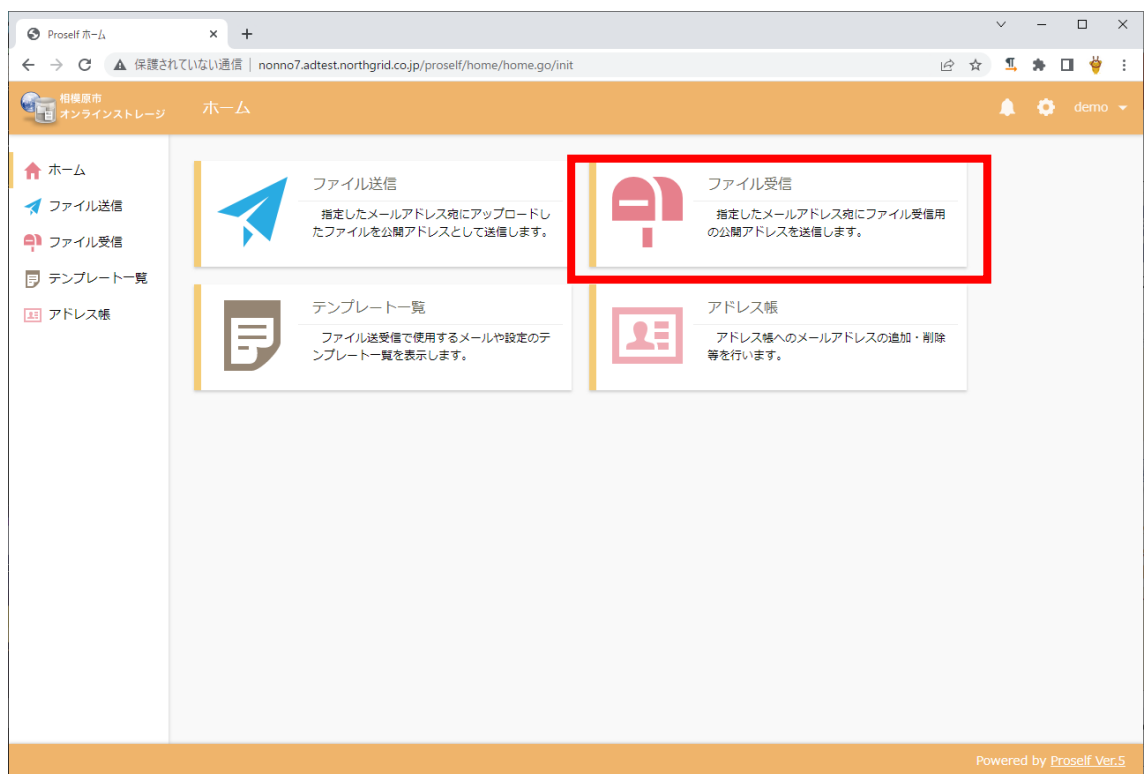 Proself ホーム
保護されていない通信 | nonno7.adtest.northgrid.co.jp/proself/home/home.go/init
相模原市
オンラインストレージ
ホーム
demo
ホーム
ファイル送信
ファイル受信
テンプレート一覧
アドレス帳
ファイル送信
指定したメールアドレス宛にアップロードし
たファイルを公開アドレスとして送信します。
ファイル受信
指定したメールアドレス宛にファイル受信用
の公開アドレスを送信します。
テンプレート一覧
ファイル送受信で使用するメールや設定のテ
ンプレート一覧を表示します。
アドレス帳
アドレス帳へのメールアドレスの追加・削除
等を行います。
Powered by Proself Ver.5